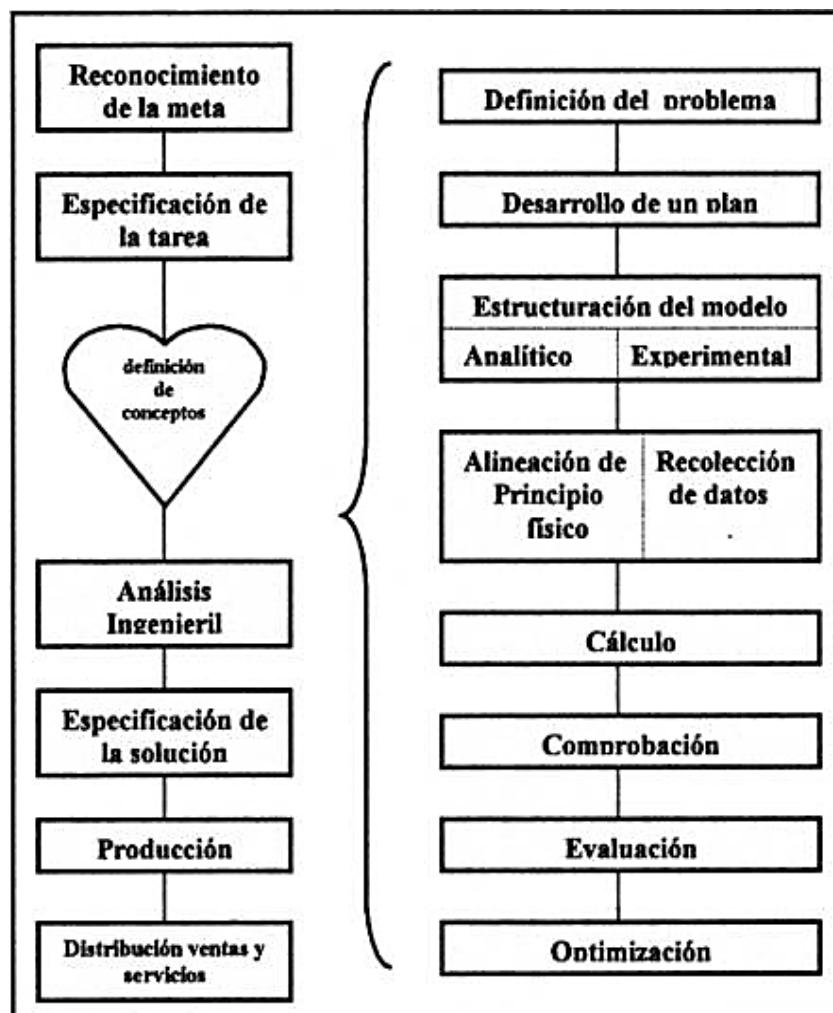 Reconocimiento
de la meta
Especificación de
la tarea
definición
de
conceptos
Análisis
Ingenieril
Especificación de
la solución
Producción
Distribución ventas y
servicios
Definición del problema
Desarrollo de un plan
Estructuración del modelo
Analítico
Experimental
Alineación de
Principio
físico
Recolección
de datos
.
Cálculo
Comprobación
Evaluación
Optimización